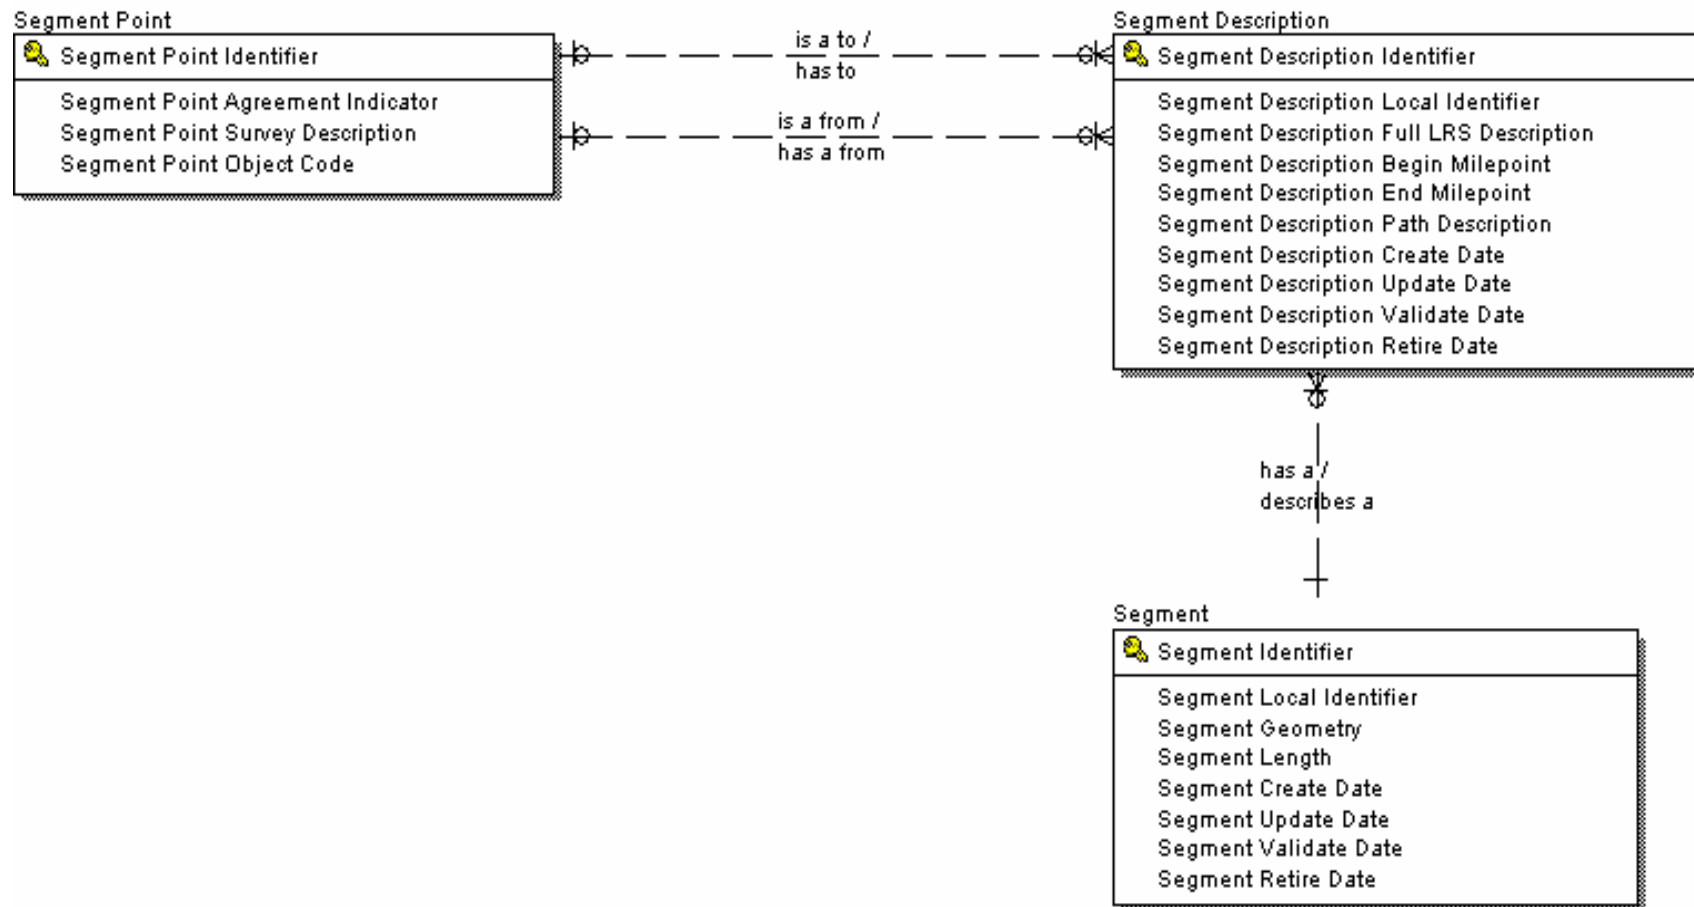 Segment Point
Segment Point Identifier
Segment Point Agreement Indicator
Segment Point Survey Description
Segment Point Object Code
is a to /
has to
is a from /
has a from
Segment Description
Segment Description Identifier
Segment Description Local Identifier
Segment Description Full LRS Description
Segment Description Begin Milepoint
Segment Description End Milepoint
Segment Description Path Description
Segment Description Create Date
Segment Description Update Date
Segment Description Validate Date
Segment Description Retire Date
has a /
describes a
Segment
Segment Identifier
Segment Local Identifier
Segment Geometry
Segment Length
Segment Create Date
Segment Update Date
Segment Validate Date
Segment Retire Date